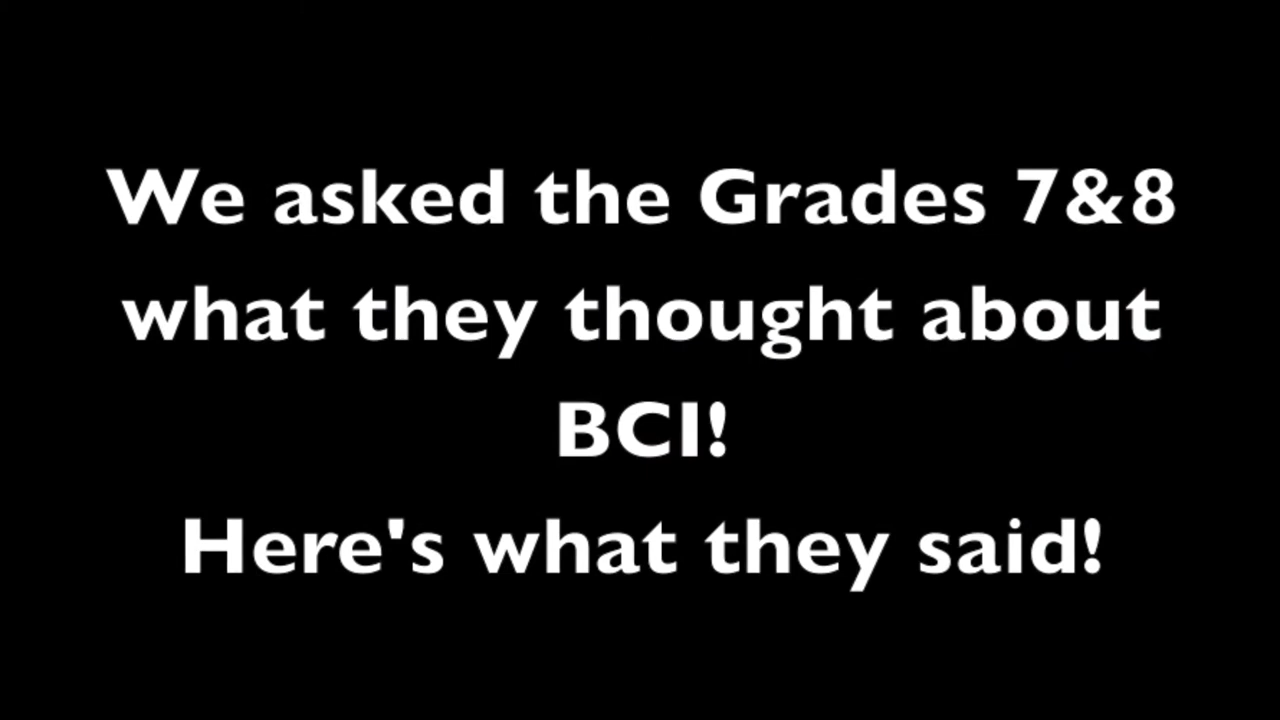 We asked the Grades 7&8
what they thought about
BCI!
Here's what they said!